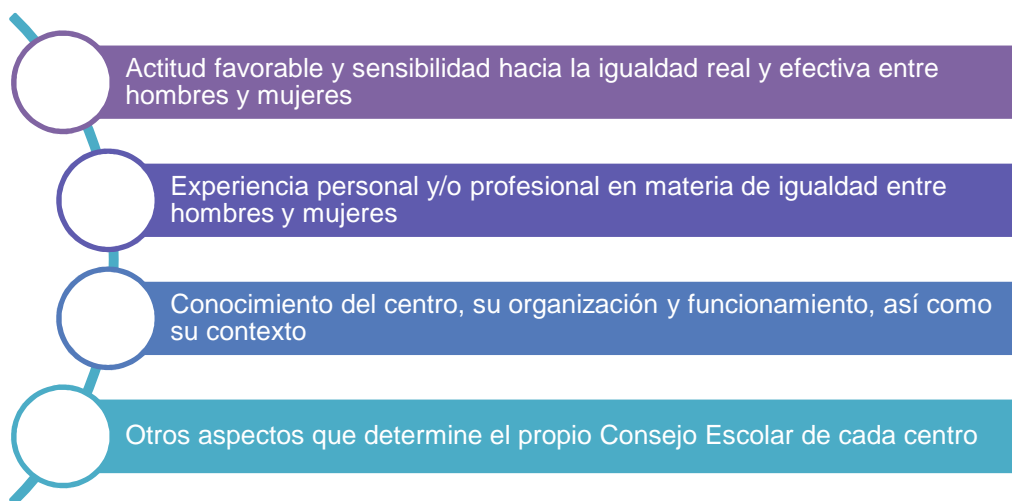 Actitud favorable y sensibilidad hacia la igualdad real y efectiva entre
hombres y mujeres
Experiencia personal y/o profesional en materia de igualdad entre
hombres y mujeres
Conocimiento del centro, su organización y funcionamiento, así como
su contexto
Otros aspectos que determine el propio Consejo Escolar de cada centro